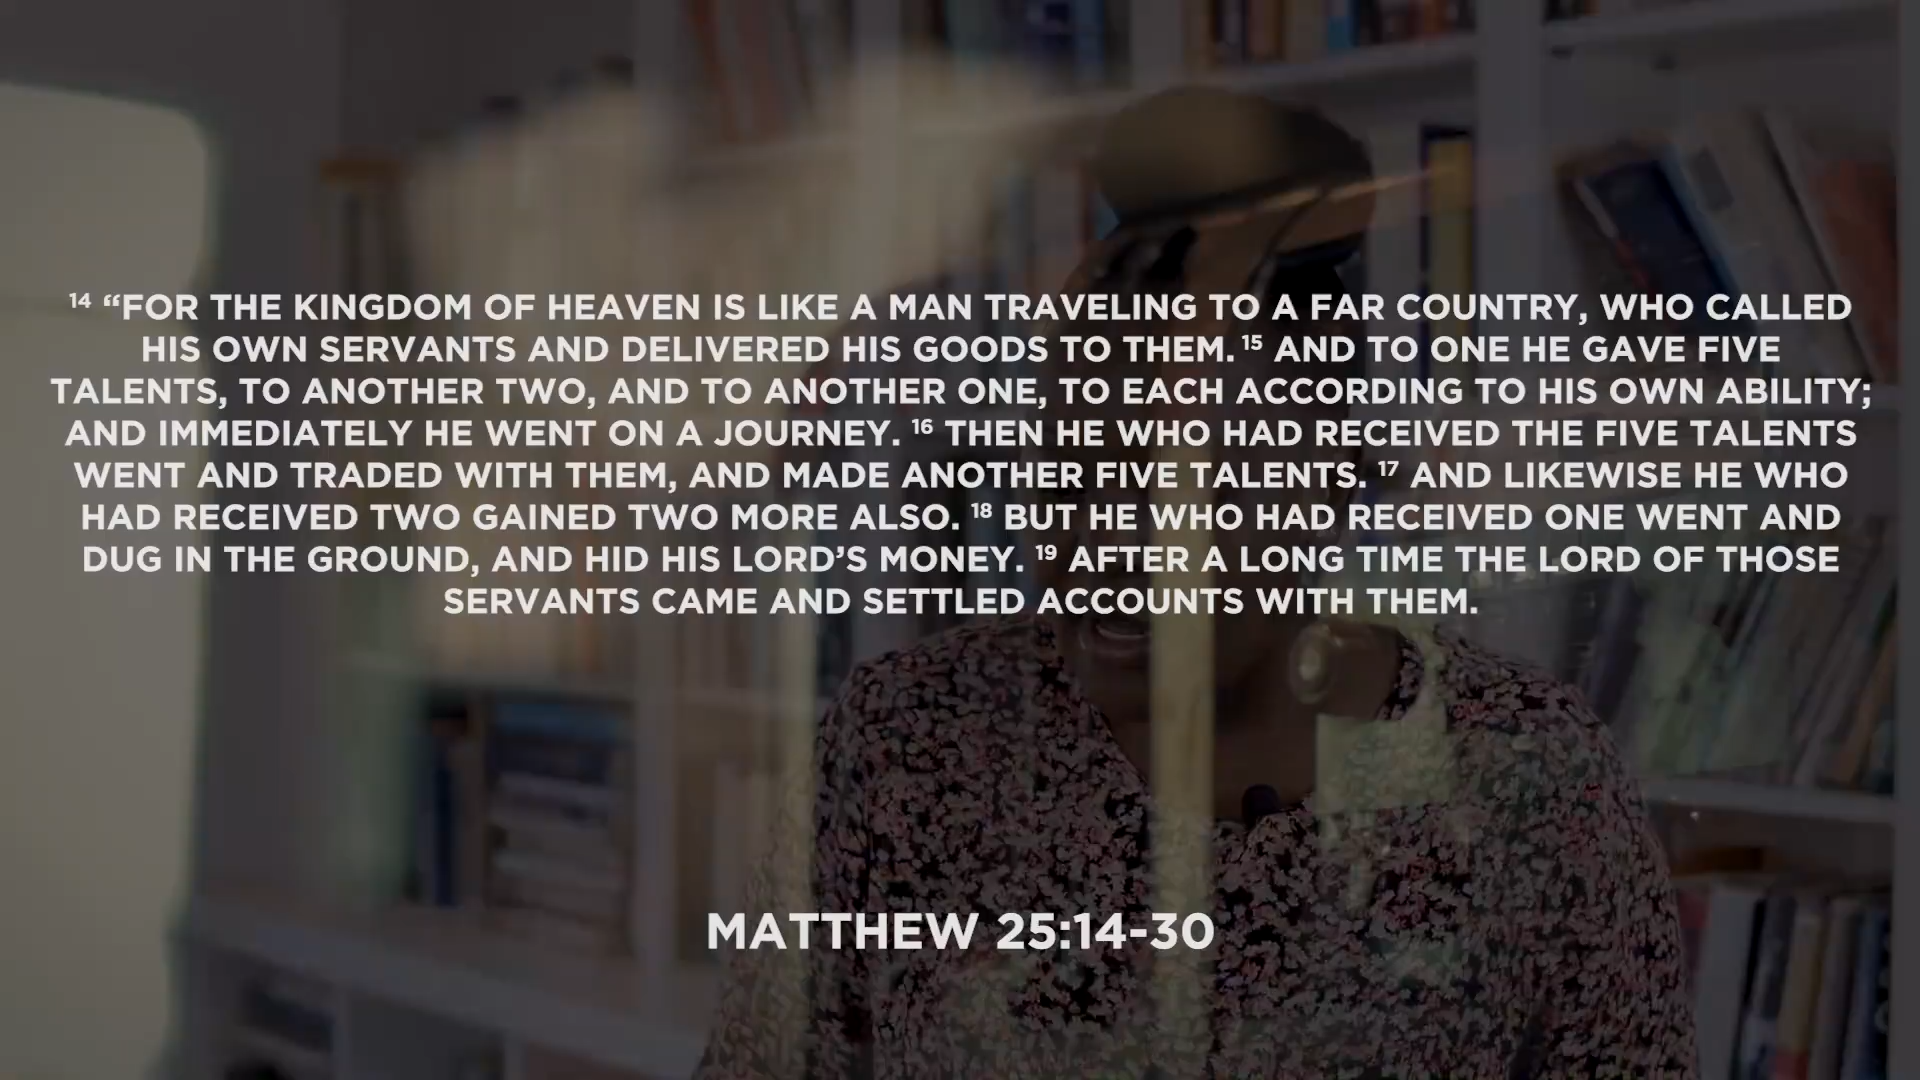 ¹⁴ “FOR THE KINGDOM OF HEAVEN IS LIKE A MAN TRAVELING TO A FAR COUNTRY, WHO CALLED
HIS OWN SERVANTS AND DELIVERED HIS GOODS TO THEM. ¹⁵ AND TO ONE HE GAVE FIVE
TALENTS, TO ANOTHER TWO, AND TO ANOTHER ONE, TO EACH ACCORDING TO HIS OWN ABILITY;
AND IMMEDIATELY HE WENT ON A JOURNEY. ¹⁶ THEN HE WHO HAD RECEIVED THE FIVE TALENTS
WENT AND TRADED WITH THEM, AND MADE ANOTHER FIVE TALENTS. ¹⁷ AND LIKEWISE HE WHO
HAD RECEIVED TWO GAINED TWO MORE ALSO. ¹⁸ BUT HE WHO HAD RECEIVED ONE WENT AND
DUG IN THE GROUND, AND HID HIS LORD’S MONEY. ¹⁹ AFTER A LONG TIME THE LORD OF THOSE
SERVANTS CAME AND SETTLED ACCOUNTS WITH THEM.
MATTHEW 25:14-30